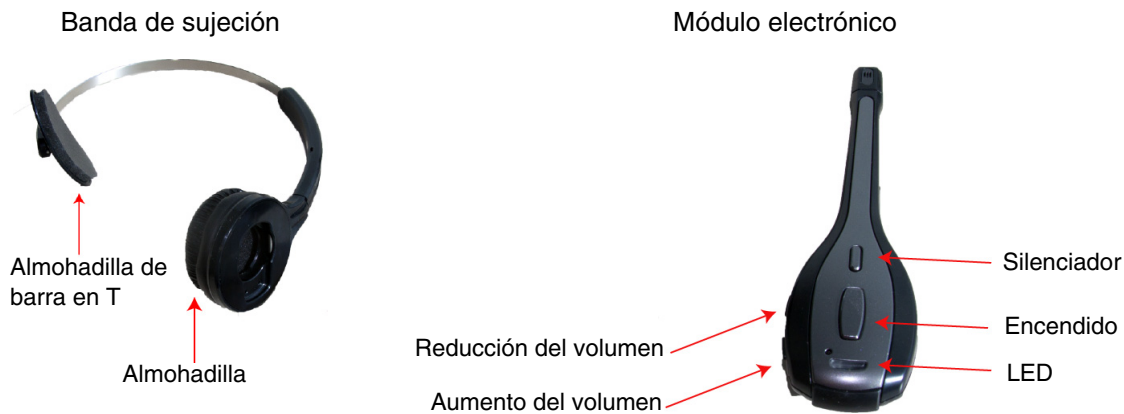 Banda de sujeción
Módulo electrónico
Almohadilla de
barra en T
Almohadilla
Silenciador
Encendido
Reducción del volumen
LED
Aumento del volumen